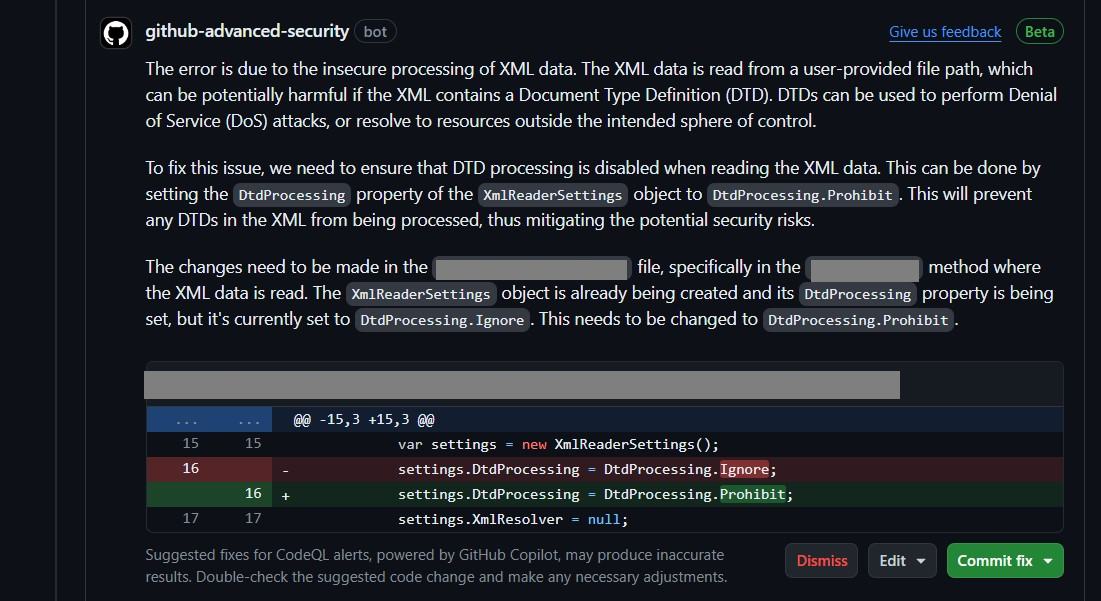 github-advanced-security bot
Give us feedback
Beta
The error is due to the insecure processing of XML data. The XML data is read from a user-provided file path, which
can be potentially harmful if the XML contains a Document Type Definition (DTD). DTDs can be used to perform Denial
of Service (DoS) attacks, or resolve to resources outside the intended sphere of control.
To fix this issue, we need to ensure that DTD processing is disabled when reading the XML data. This can be done by
setting the DtdProcessing property of the XmlReaderSettings object to DtdProcessing.Prohibit. This will prevent
any DTDs in the XML from being processed, thus mitigating the potential security risks.
The changes need to be made in the file, specifically in the method where
the XML data is read. The XmlReaderSettings object is already being created and its DtdProcessing property is being
set, but it's currently set to DtdProcessing.Ignore. This needs to be changed to DtdProcessing.Prohibit.
... ... @@ -15,3 +15,3 @@
15 15 var settings = new XmlReaderSettings();
16 - settings.DtdProcessing = DtdProcessing.Ignore;
16 + settings.DtdProcessing = DtdProcessing.Prohibit;
17 17 settings.XmlResolver = null;
Suggested fixes for CodeQL alerts, powered by GitHub Copilot, may produce inaccurate
results. Double-check the suggested code change and make any necessary adjustments.
Dismiss
Edit
Commit fix